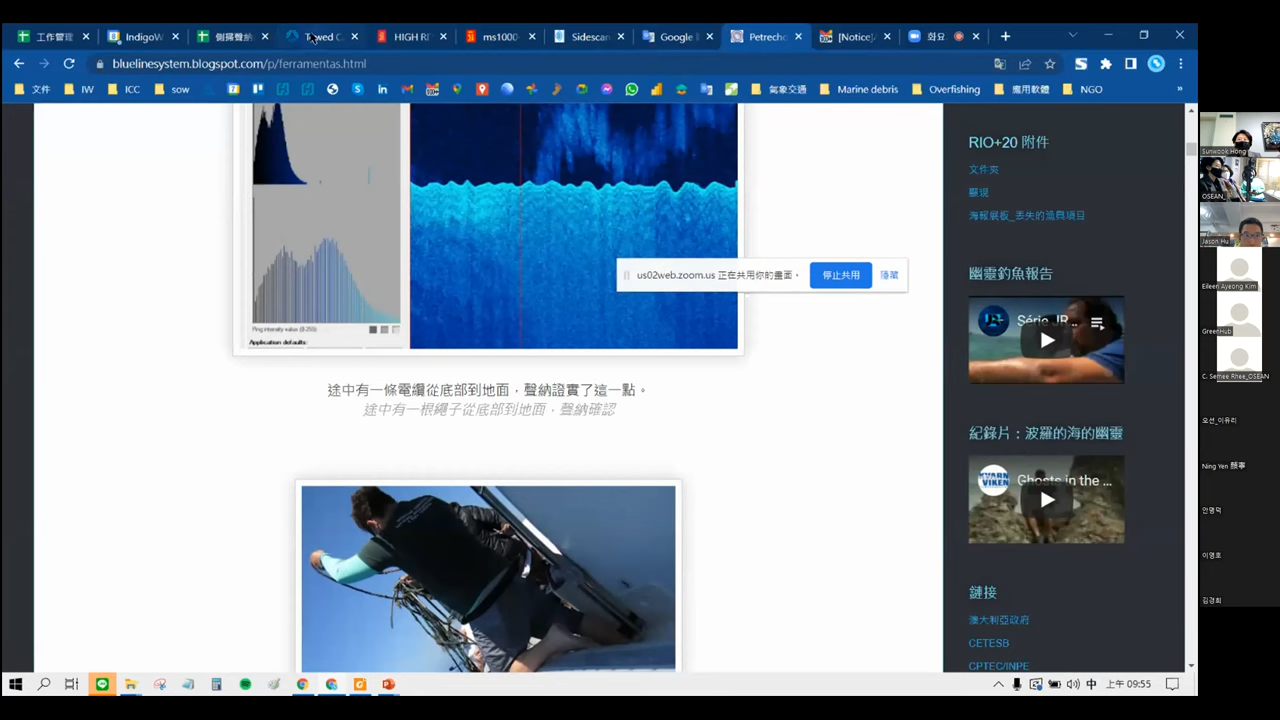 工作管理
IndigoW
側掃聲納
Towed C
HIGH RE
ms1000
Sidescan
Google
Petrecho
[Notice]
화요
bluelinesystem.blogspot.com/p/ferramentas.html
文件
IW
ICC
sow
氣象交通
Marine debris
Overfishing
應用軟體
NGO
»
Ping intensity value (0-255)
Application defaults:
us02web.zoom.us 正在共用你的畫面。
停止共用
隱藏
途中有一條電纜從底部到地面，聲納證實了這一點。
途中有一根繩子從底部到地面，聲納確認
RIO+20 附件
文件夾
海報展板_丟失的漁具項目
幽靈釣魚報告
Série JR...
紀錄片：波羅的海的幽靈
KVARN
VIKEN
Ghosts in the ...
鏈接
澳大利亞政府
CETESB
CPTEC/INPE
Sunwook Hong
OSEAN_
Jason Hu
Eileen Ayeong Kim
GreenHub
C. Semee Rhee_OSEAN
오션_이유리
Ning Yen 顏寧
안명덕
이영호
김경희
中
上午 09:55